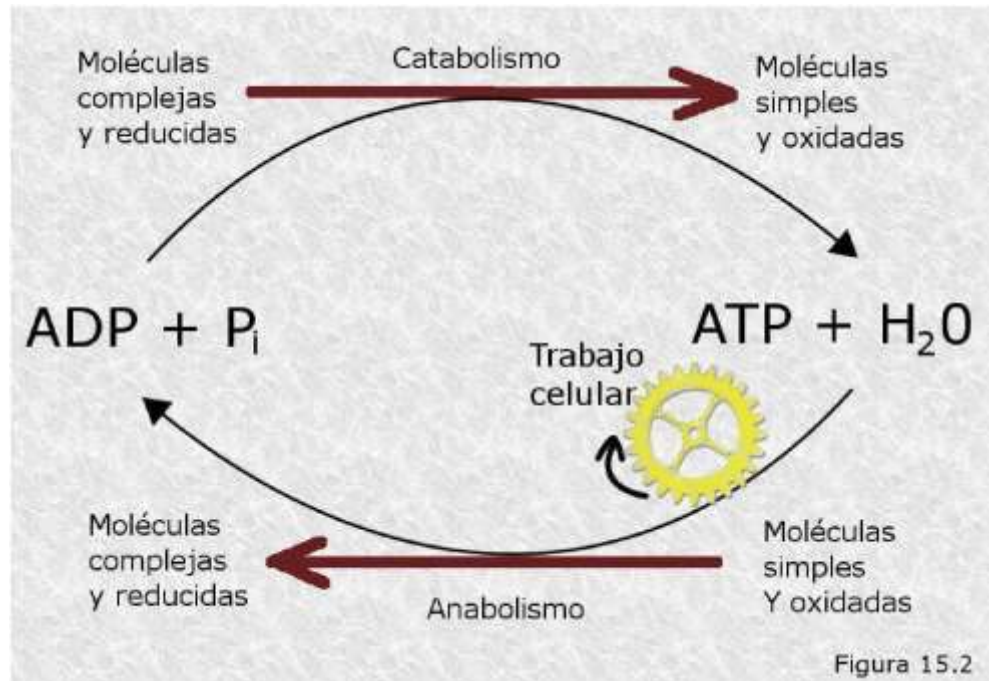 Moléculas
complejas
y reducidas
Catabolismo
Moléculas
simples
y oxidadas
ADP + Pi
ATP + H20
Trabajo
celular
Moléculas
complejas
y reducidas
Anabolismo
Moléculas
simples
Y oxidadas
Figura 15.2